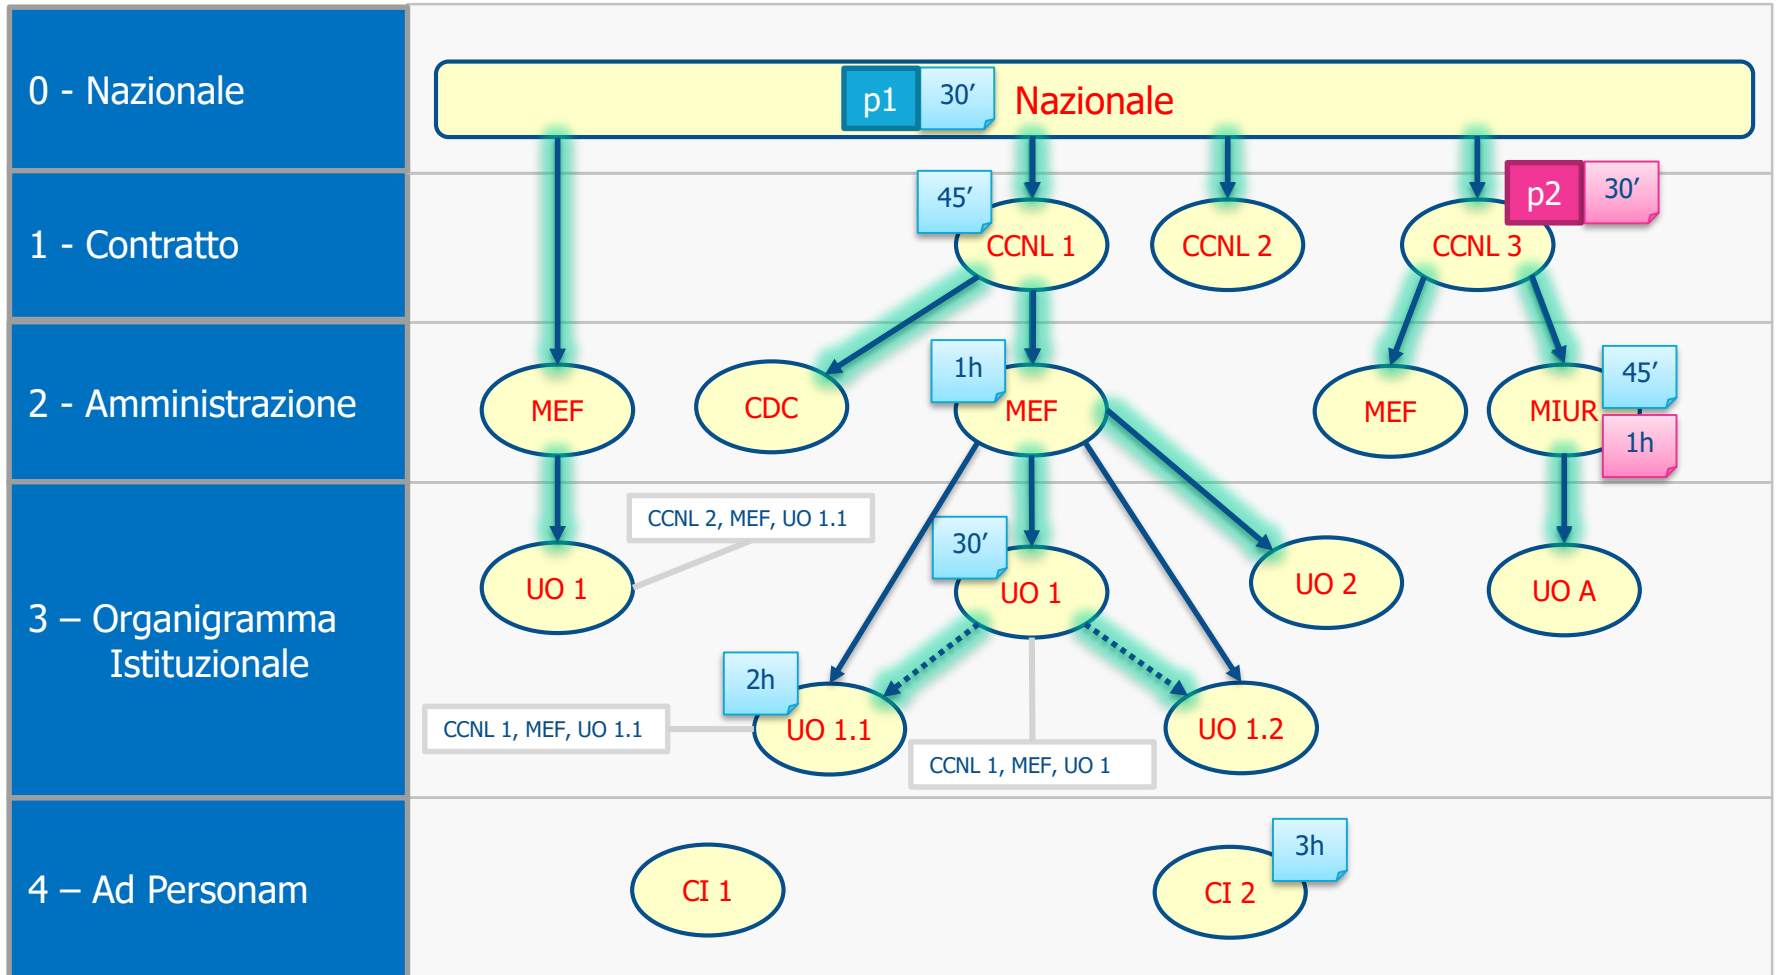 0 - Nazionale
p1
30’
Nazionale
1 - Contratto
45’
CCNL 1
CCNL 2
CCNL 3
p2
30’
2 - Amministrazione
MEF
CDC
1h
MEF
MEF
MIUR
45’
1h
3 – Organigramma
Istituzionale
CCNL 2, MEF, UO 1.1
UO 1
30’
UO 1
UO 2
UO A
2h
UO 1.1
UO 1.2
CCNL 1, MEF, UO 1.1
CCNL 1, MEF, UO 1
4 – Ad Personam
CI 1
CI 2
3h